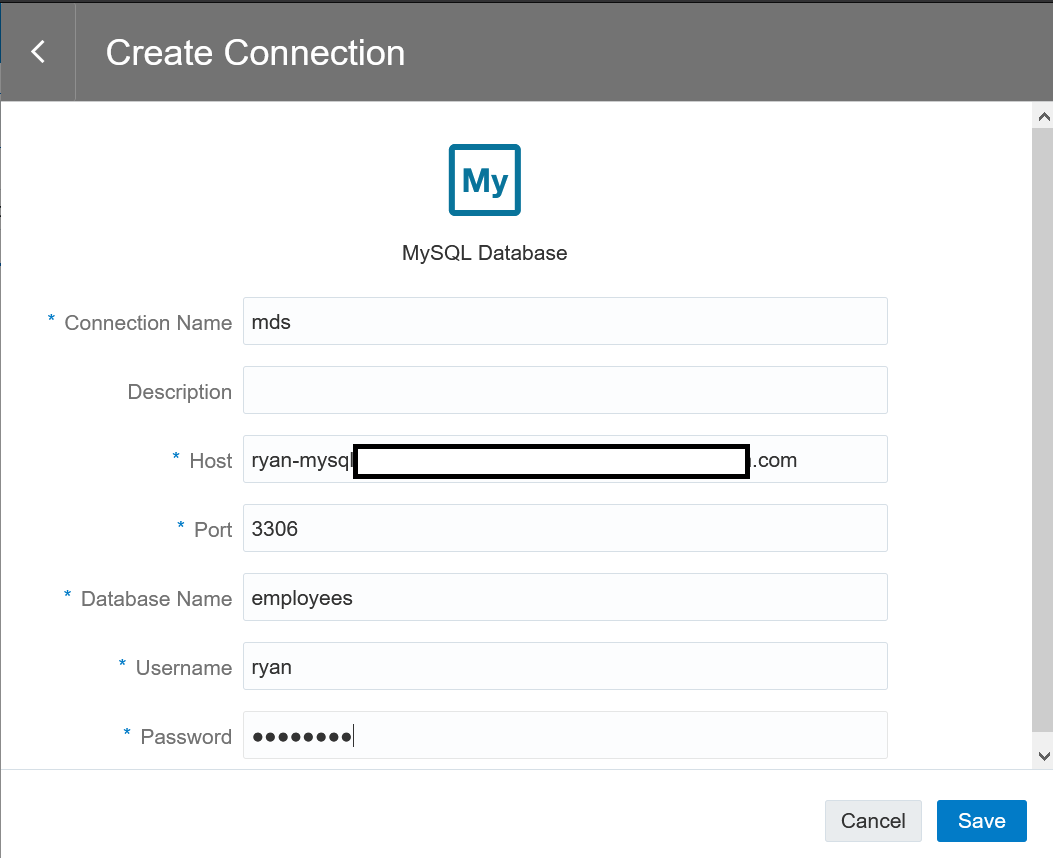 Create Connection
My
MySQL Database
* Connection Name mds
Description
* Host ryan-mysql .com
* Port 3306
* Database Name employees
* Username ryan
* Password ●●●●●●●●
Cancel Save